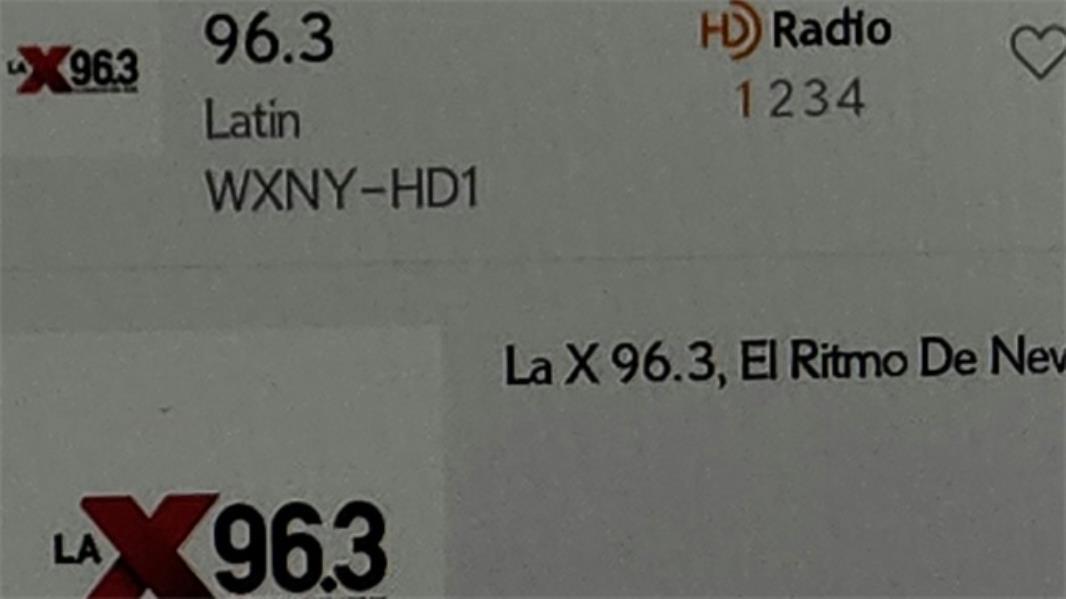 LA X 96.3
96.3
HD Radio
Latin
1 2 3 4
WXNY-HD1
La X 96.3, El Ritmo De
LA X 96.3